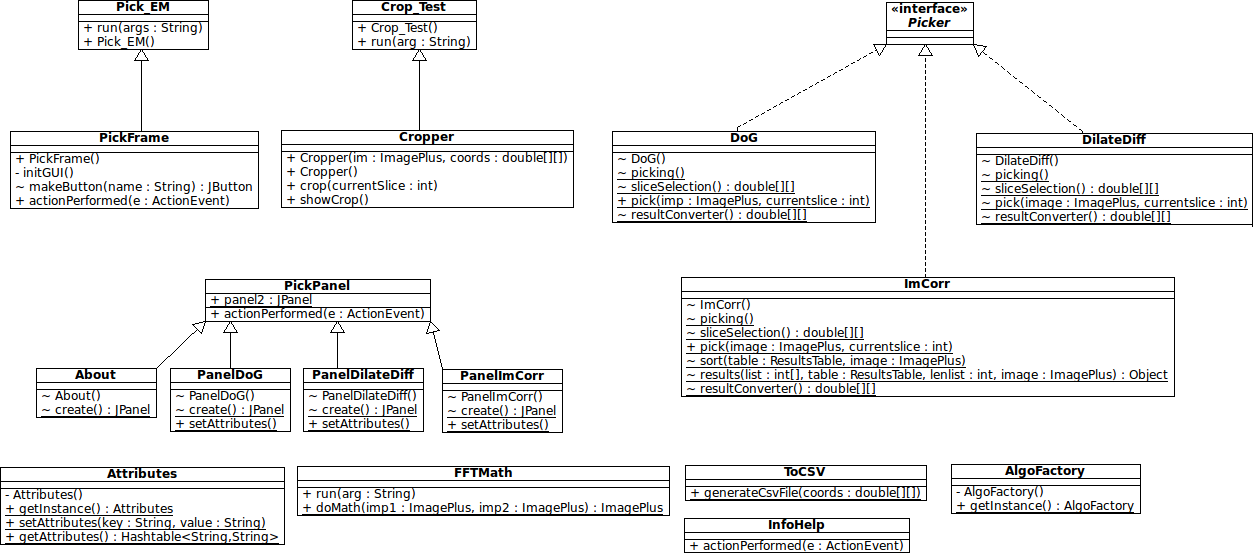 Pick_EM
+ run(args : String)
+ Pick_EM()
Crop_Test
+ Crop_Test()
+ run(arg : String)
«interface»
Picker
PickFrame
+ PickFrame()
- initGUI()
~ makeButton(name : String) : JButton
+ actionPerformed(e : ActionEvent)
Cropper
+ Cropper(im : ImagePlus, coords : double[][])
+ Cropper()
+ crop(currentSlice : int)
+ showCrop()
DoG
~ DoG()
~ picking()
~ sliceSelection() : double[][]
+ pick(imp : ImagePlus, currentslice : int)
~ resultConverter() : double[][]
DilateDiff
~ DilateDiff()
~ picking()
~ sliceSelection() : double[][]
~ pick(image : ImagePlus, currentslice : int)
~ resultConverter() : double[][]
PickPanel
+ panel2 : JPanel
+ actionPerformed(e : ActionEvent)
ImCorr
~ ImCorr()
~ picking()
~ sliceSelection() : double[][]
+ pick(image : ImagePlus, currentslice : int)
~ sort(table : ResultsTable, image : ImagePlus)
~ results(list : int[], table : ResultsTable, lenlist : int, image : ImagePlus) : Object
~ resultConverter() : double[][]
About
~ About()
~ create() : JPanel
PanelDoG
~ PanelDoG()
~ create() : JPanel
+ setAttributes()
PanelDilateDiff
~ PanelDilateDiff()
~ create() : JPanel
+ setAttributes()
PanelImCorr
~ PanelImCorr()
~ create() : JPanel
+ setAttributes()
Attributes
- Attributes()
+ getInstance() : Attributes
+ setAttributes(key : String, value : String)
+ getAttributes() : Hashtable<String,String>
FFTMath
+ run(arg : String)
+ doMath(imp1 : ImagePlus, imp2 : ImagePlus) : ImagePlus
ToCSV
+ generateCsvFile(coords : double[][])
AlgoFactory
- AlgoFactory()
+ getInstance() : AlgoFactory
InfoHelp
+ actionPerformed(e : ActionEvent)